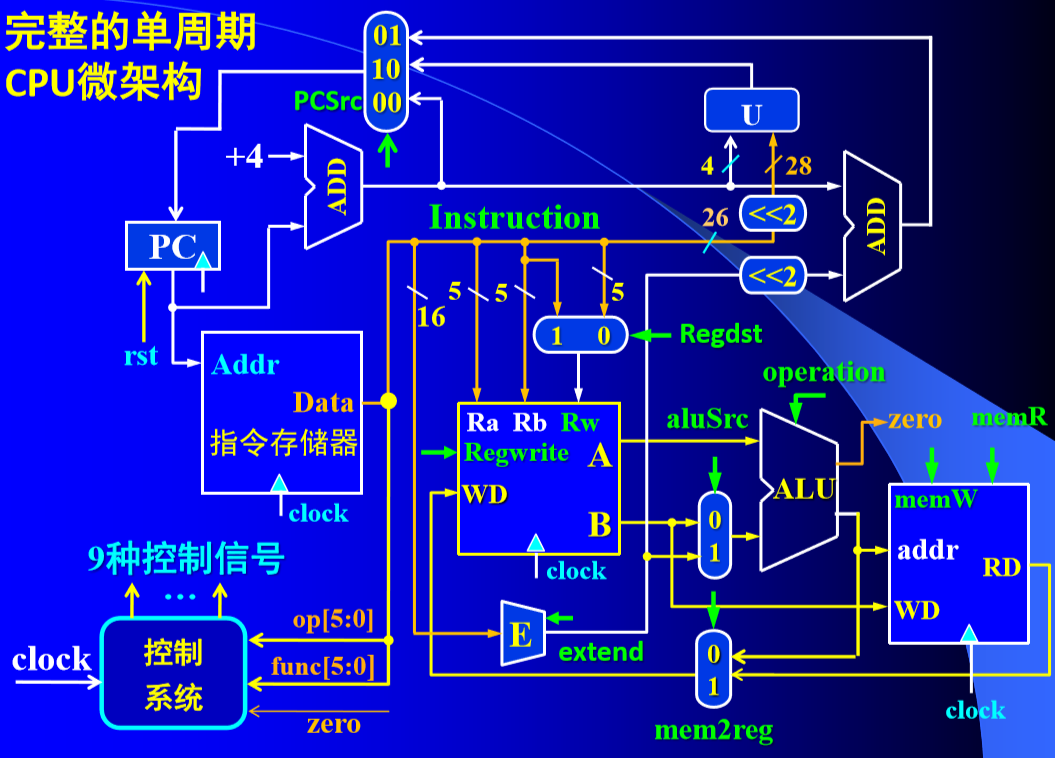 完整的单周期
CPU微架构
01
10
00
PCSrc
+4
ADD
U
4
28
<<2
26
ADD
Instruction
<<2
PC
rst
16
5
5
5
1 0
Regdst
Addr
Data
指令存储器
clock
operation
Ra Rb Rw
Regwrite
A
WD
B
clock
aluSrc
0
1
ALU
zero
memR
memW
addr
RD
WD
clock
9种控制信号
…
op[5:0]
func[5:0]
zero
clock
控制
系统
E
extend
0
1
mem2reg